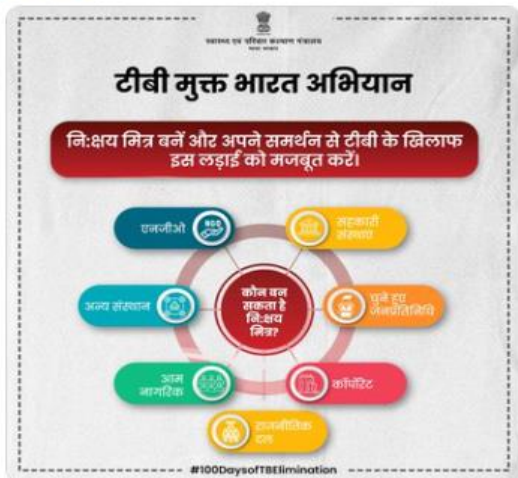 स्वास्थ्य एवं परिवार कल्याण मंत्रालय
भारत सरकार
टीबी मुक्त भारत अभियान
नि:क्षय मित्र बनें और अपने समर्थन से टीबी के खिलाफ
इस लड़ाई को मजबूत करें।
एनजीओ
NGO
सहकारी
संस्थाएं
अन्य संस्थान
कौन बन
सकता है
नि:क्षय
मित्र?
चुने हुए
जनप्रतिनिधि
आम
नागरिक
कॉर्पोरेट
राजनीतिक
दल
#100DaysofTBElimination